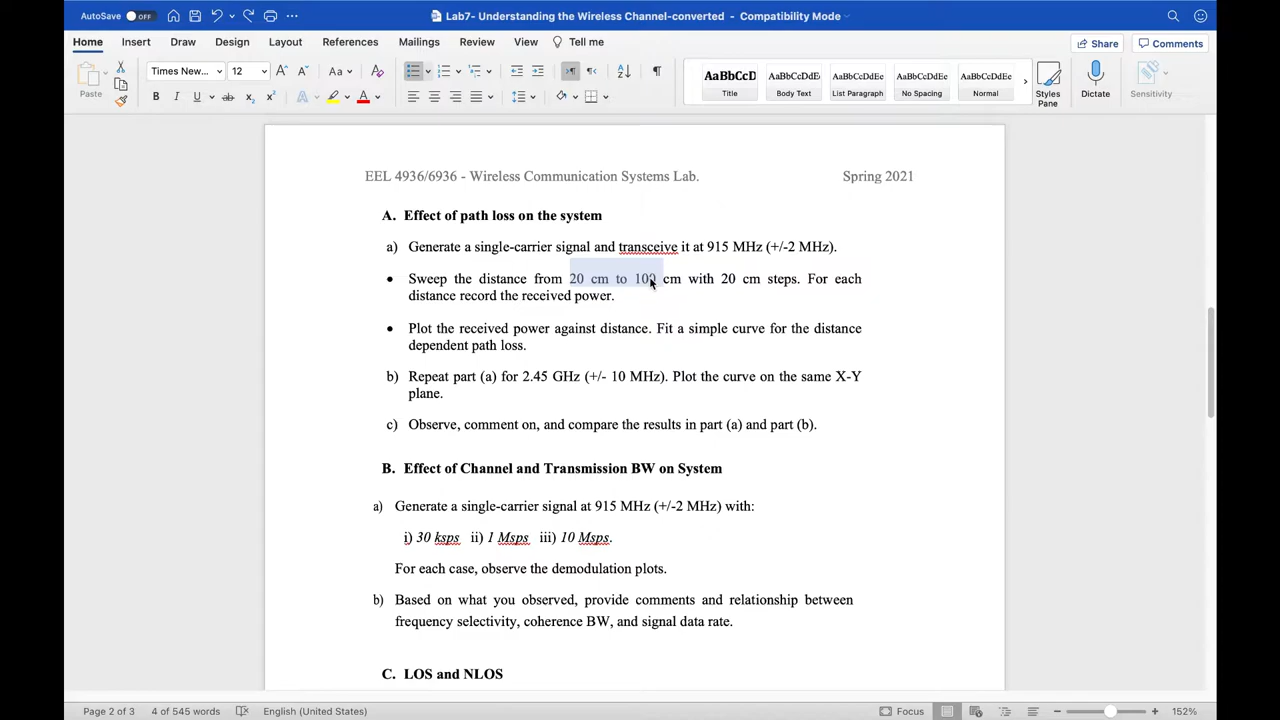 AutoSave OFF
Lab7- Understanding the Wireless Channel-converted - Compatibility Mode
Home Insert Draw Design Layout References Mailings Review View Tell me Share Comments
Paste Times New... 12 Aa B I U ab x₂ x² A A
AaBbCcD AaBbCcDdE AaBbCcDdEe AaBbCcDdEe AaBbCcDdEe
Title Body Text List Paragraph No Spacing Normal Styles Pane Dictate Sensitivity
EEL 4936/6936 - Wireless Communication Systems Lab. Spring 2021
A. Effect of path loss on the system
a) Generate a single-carrier signal and transceive it at 915 MHz (+/-2 MHz).
• Sweep the distance from 20 cm to 100 cm with 20 cm steps. For each
distance record the received power.
• Plot the received power against distance. Fit a simple curve for the distance
dependent path loss.
b) Repeat part (a) for 2.45 GHz (+/- 10 MHz). Plot the curve on the same X-Y
plane.
c) Observe, comment on, and compare the results in part (a) and part (b).
B. Effect of Channel and Transmission BW on System
a) Generate a single-carrier signal at 915 MHz (+/-2 MHz) with:
i) 30 ksps ii) 1 Msps iii) 10 Msps.
For each case, observe the demodulation plots.
b) Based on what you observed, provide comments and relationship between
frequency selectivity, coherence BW, and signal data rate.
C. LOS and NLOS
Page 2 of 3 4 of 545 words English (United States) Focus 152%